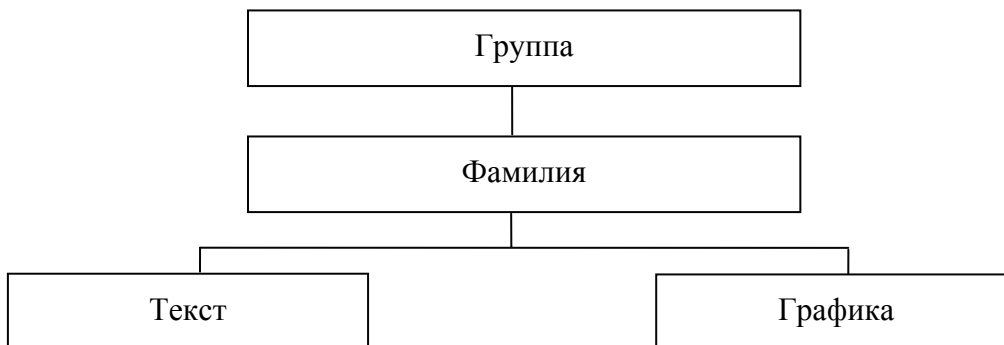 Группа
Фамилия
Текст
Графика